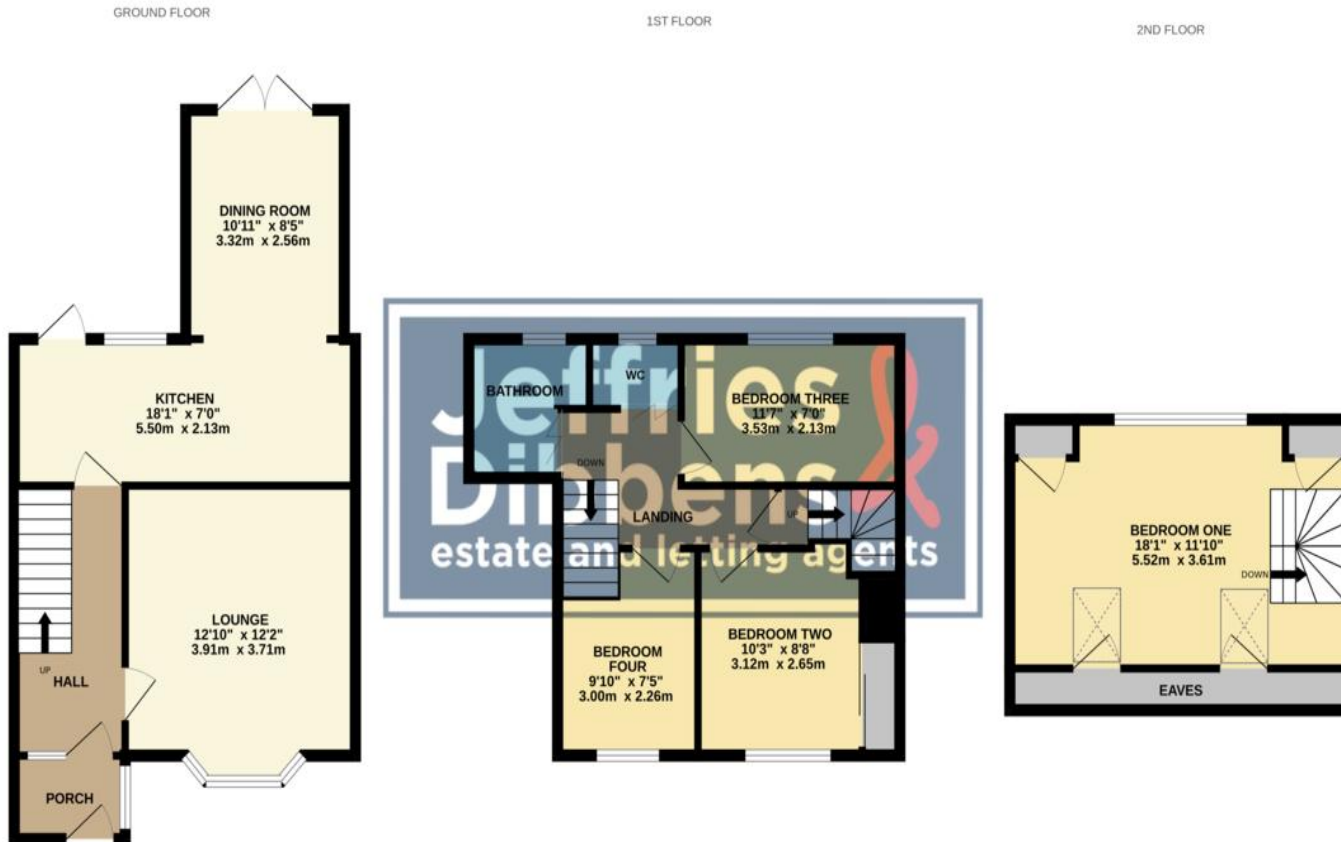 GROUND FLOOR
DINING ROOM
10'11" x 8'5"
3.32m x 2.56m
KITCHEN
18'1" x 7'0"
5.50m x 2.13m
LOUNGE
12'10" x 12'2"
3.91m x 3.71m
UP
HALL
PORCH
1ST FLOOR
BATHROOM
WC
BEDROOM THREE
11'7" x 7'0"
3.53m x 2.13m
DOWN
LANDING
UP
BEDROOM TWO
10'3" x 8'8"
3.12m x 2.65m
BEDROOM
FOUR
9'10" x 7'5"
3.00m x 2.26m
Jeffries &
Dibbens
estate and letting agents
2ND FLOOR
BEDROOM ONE
18'1" x 11'10"
5.52m x 3.61m
DOWN
EAVES